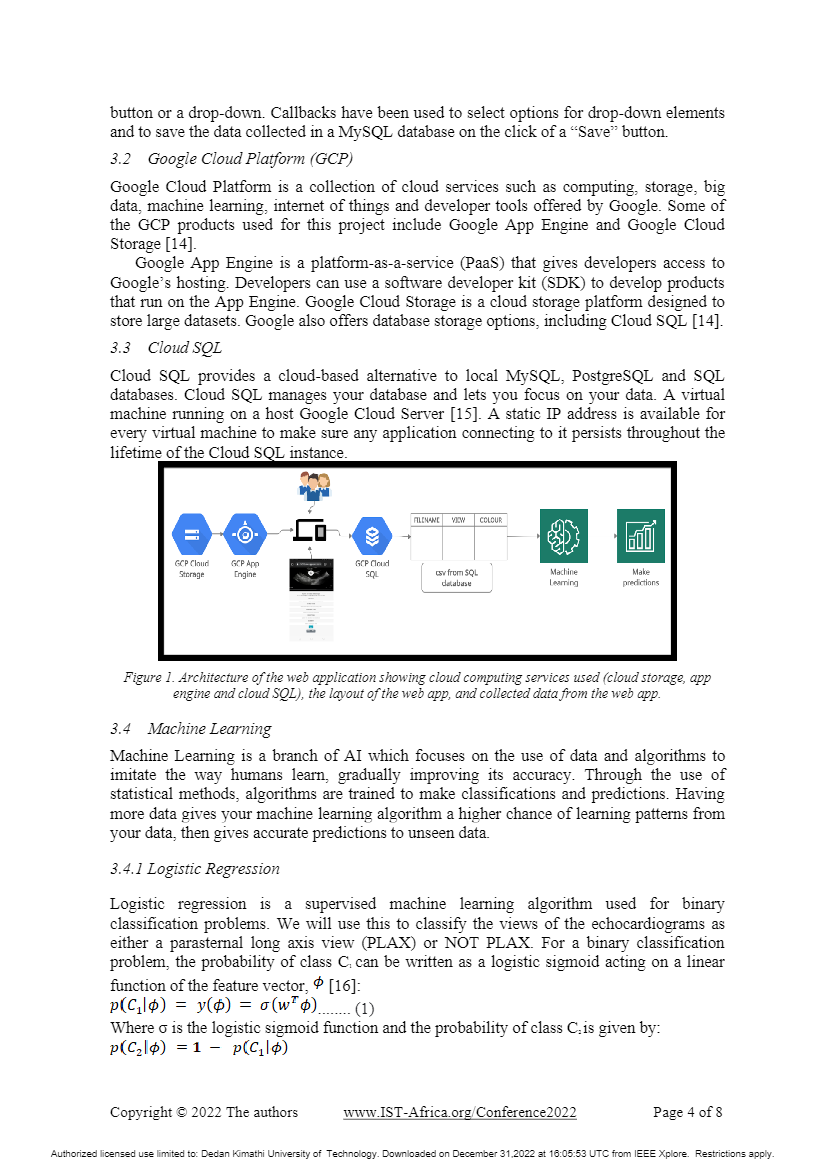 button or a drop-down. Callbacks have been used to select options for drop-down elements
and to save the data collected in a MySQL database on the click of a “Save” button.
3.2 Google Cloud Platform (GCP)
Google Cloud Platform is a collection of cloud services such as computing, storage, big
data, machine learning, internet of things and developer tools offered by Google. Some of
the GCP products used for this project include Google App Engine and Google Cloud
Storage [14].
Google App Engine is a platform-as-a-service (PaaS) that gives developers access to
Google’s hosting. Developers can use a software developer kit (SDK) to develop products
that run on the App Engine. Google Cloud Storage is a cloud storage platform designed to
store large datasets. Google also offers database storage options, including Cloud SQL [14].
3.3 Cloud SQL
Cloud SQL provides a cloud-based alternative to local MySQL, PostgreSQL and SQL
databases. Cloud SQL manages your database and lets you focus on your data. A virtual
machine running on a host Google Cloud Server [15]. A static IP address is available for
every virtual machine to make sure any application connecting to it persists throughout the
lifetime of the Cloud SQL instance.
FILENAME VIEW COLOUR
GCP Cloud
Storage
GCP App
Engine
GCP Cloud
SQL
csv from SQL
database
Machine
Learning
Make
predictions
Figure 1. Architecture of the web application showing cloud computing services used (cloud storage, app
engine and cloud SQL), the layout of the web app, and collected data from the web app.
3.4 Machine Learning
Machine Learning is a branch of AI which focuses on the use of data and algorithms to
imitate the way humans learn, gradually improving its accuracy. Through the use of
statistical methods, algorithms are trained to make classifications and predictions. Having
more data gives your machine learning algorithm a higher chance of learning patterns from
your data, then gives accurate predictions to unseen data.
3.4.1 Logistic Regression
Logistic regression is a supervised machine learning algorithm used for binary
classification problems. We will use this to classify the views of the echocardiograms as
either a parasternal long axis view (PLAX) or NOT PLAX. For a binary classification
problem, the probability of class C₁ can be written as a logistic sigmoid acting on a linear
function of the feature vector, ϕ [16]:
p(C₁|ϕ) = y(ϕ) = σ(wᵀϕ)........ (1)
Where σ is the logistic sigmoid function and the probability of class C₂ is given by:
p(C₂|ϕ) = 1 − p(C₁|ϕ)
Copyright © 2022 The authors www.IST-Africa.org/Conference2022 Page 4 of 8
Authorized licensed use limited to: Dedan Kimathi University of Technology. Downloaded on December 31,2022 at 16:05:53 UTC from IEEE Xplore. Restrictions apply.